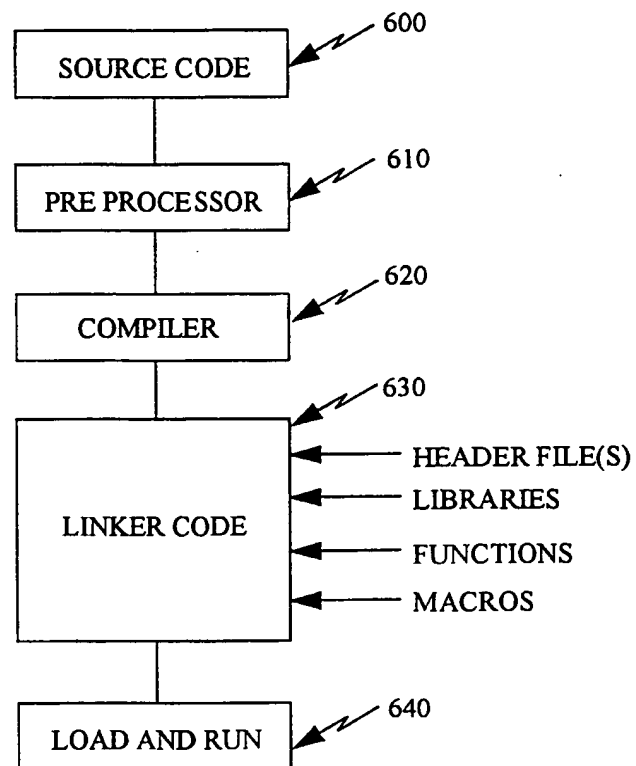 600
SOURCE CODE
610
PRE PROCESSOR
620
COMPILER
630
HEADER FILE(S)
LIBRARIES
LINKER CODE
FUNCTIONS
MACROS
640
LOAD AND RUN